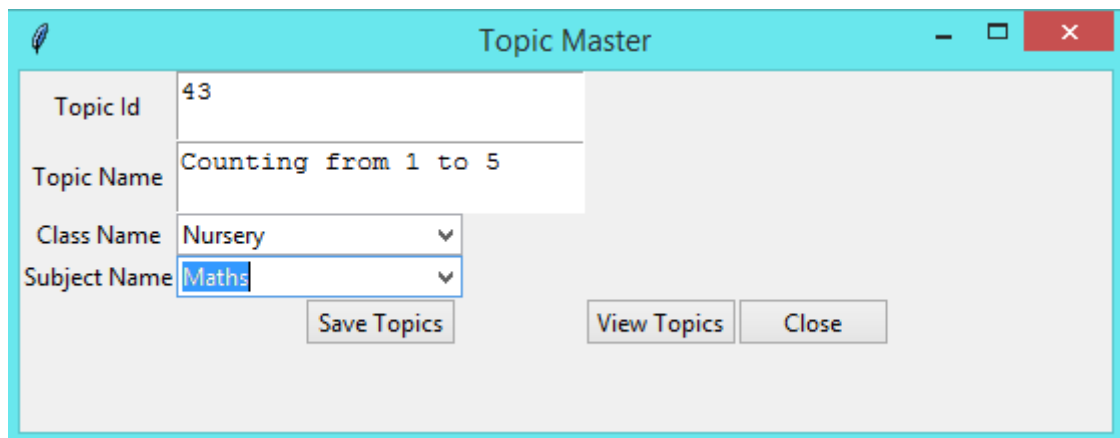 Topic Master
Topic Id 43
Topic Name Counting from 1 to 5
Class Name Nursery
Subject Name Maths
Save Topics View Topics Close